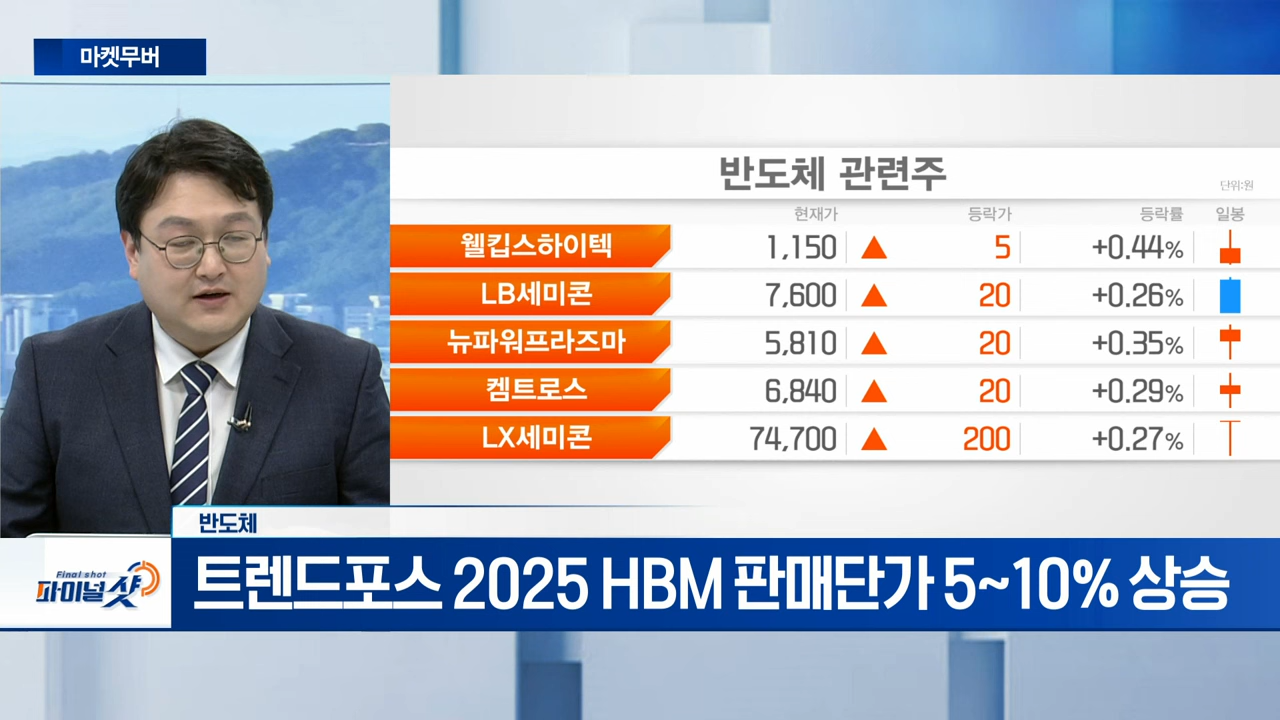 마켓무버
반도체 관련주
단위:원
현재가 등락가 등락률 일봉
웰킵스하이텍 1,150 ▲ 5 +0.44%
LB세미콘 7,600 ▲ 20 +0.26%
뉴파워프라즈마 5,810 ▲ 20 +0.35%
켐트로스 6,840 ▲ 20 +0.29%
LX세미콘 74,700 ▲ 200 +0.27%
반도체
Final shot
파이널샷
트렌드포스 2025 HBM 판매단가 5~10% 상승